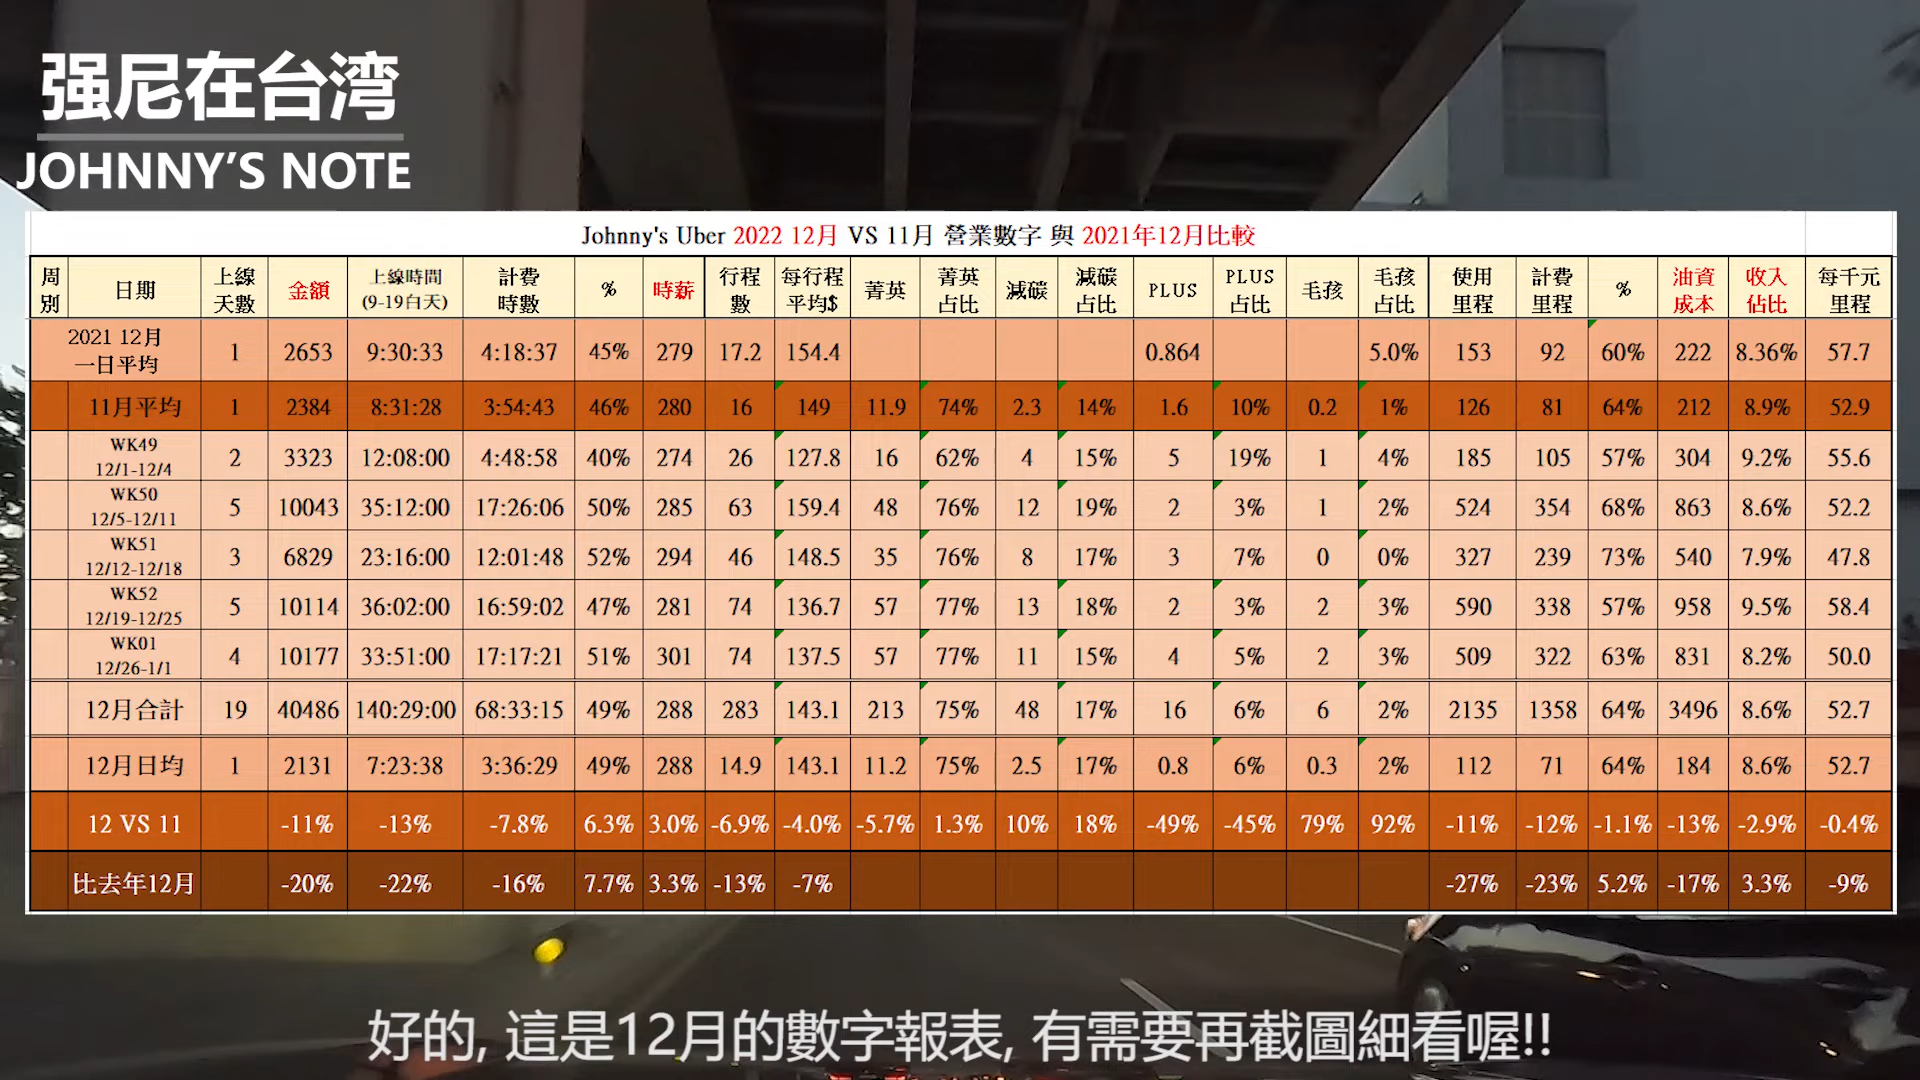 强尼在台湾
JOHNNY'S NOTE
Johnny's Uber 2022 12月 VS 11月 營業數字 與 2021年12月比較
周別 日期 上線天數 金額 上線時間(9-19白天) 計費時數 % 時薪 行程數 每行程平均$ 菁英 菁英占比 減碳 減碳占比 PLUS PLUS占比 毛孩 毛孩占比 使用里程 計費里程 % 油資成本 收入佔比 每千元里程
2021 12月一日平均 1 2653 9:30:33 4:18:37 45% 279 17.2 154.4 0.864 5.0% 153 92 60% 222 8.36% 57.7
11月平均 1 2384 8:31:28 3:54:43 46% 280 16 149 11.9 74% 2.3 14% 1.6 10% 0.2 1% 126 81 64% 212 8.9% 52.9
WK49 12/1-12/4 2 3323 12:08:00 4:48:58 40% 274 26 127.8 16 62% 4 15% 5 19% 1 4% 185 105 57% 304 9.2% 55.6
WK50 12/5-12/11 5 10043 35:12:00 17:26:06 50% 285 63 159.4 48 76% 12 19% 2 3% 1 2% 524 354 68% 863 8.6% 52.2
WK51 12/12-12/18 3 6829 23:16:00 12:01:48 52% 294 46 148.5 35 76% 8 17% 3 7% 0 0% 327 239 73% 540 7.9% 47.8
WK52 12/19-12/25 5 10114 36:02:00 16:59:02 47% 281 74 136.7 57 77% 13 18% 2 3% 2 3% 590 338 57% 958 9.5% 58.4
WK01 12/26-1/1 4 10177 33:51:00 17:17:21 51% 301 74 137.5 57 77% 11 15% 4 5% 2 3% 509 322 63% 831 8.2% 50.0
12月合計 19 40486 140:29:00 68:33:15 49% 288 283 143.1 213 75% 48 17% 16 6% 6 2% 2135 1358 64% 3496 8.6% 52.7
12月日均 1 2131 7:23:38 3:36:29 49% 288 14.9 143.1 11.2 75% 2.5 17% 0.8 6% 0.3 2% 112 71 64% 184 8.6% 52.7
12 VS 11 -11% -13% -7.8% 6.3% 3.0% -6.9% -4.0% -5.7% 1.3% 10% 18% -49% -45% 79% 92% -11% -12% -1.1% -13% -2.9% -0.4%
比去年12月 -20% -22% -16% 7.7% 3.3% -13% -7% -27% -23% 5.2% -17% 3.3% -9%
好的, 這是12月的數字報表, 有需要再截圖細看喔!!